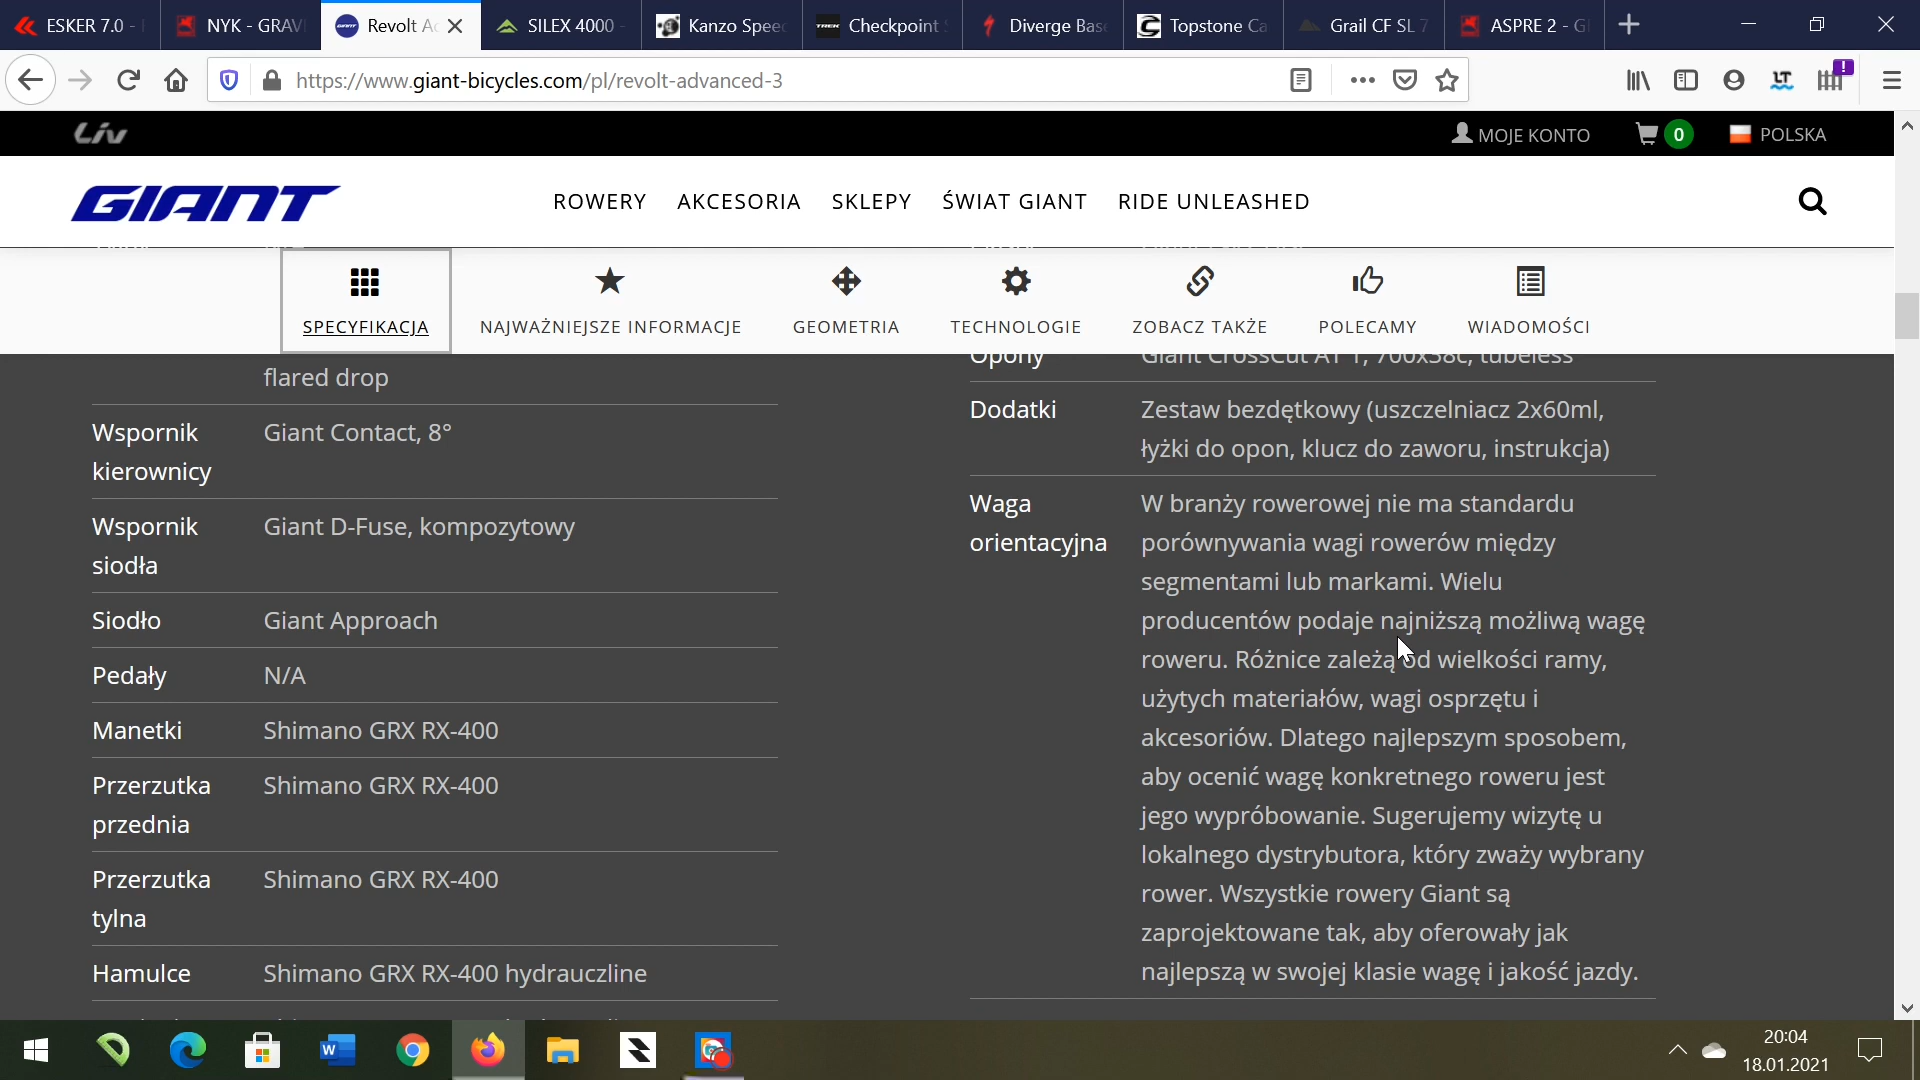 ESKER 7.0 -
NYK - GRAV
Revolt Ad
SILEX 4000 -
Kanzo Spee
Checkpoint
Diverge Bas
Topstone Ca
Grail CF SL 7
ASPRE 2 - G
https://www.giant-bicycles.com/pl/revolt-advanced-3
Liv
MOJE KONTO
0
POLSKA
GIANT
ROWERY
AKCESORIA
SKLEPY
ŚWIAT GIANT
RIDE UNLEASHED
SPECYFIKACJA
NAJWAŻNIEJSZE INFORMACJE
GEOMETRIA
TECHNOLOGIE
ZOBACZ TAKŻE
POLECAMY
WIADOMOŚCI
flared drop
Wspornik
kierownicy
Giant Contact, 8°
Wspornik
siodła
Giant D-Fuse, kompozytowy
Siodło
Giant Approach
Pedały
N/A
Manetki
Shimano GRX RX-400
Przerzutka
przednia
Shimano GRX RX-400
Przerzutka
tylna
Shimano GRX RX-400
Hamulce
Shimano GRX RX-400 hydrauczline
Opony
Giant CrossCut AT 1, 700x38c, tubeless
Dodatki
Zestaw bezdętkowy (uszczelniacz 2x60ml,
łyżki do opon, klucz do zaworu, instrukcja)
Waga
orientacyjna
W branży rowerowej nie ma standardu
porównywania wagi rowerów między
segmentami lub markami. Wielu
producentów podaje najniższą możliwą wagę
roweru. Różnice zależą od wielkości ramy,
użytych materiałów, wagi osprzętu i
akcesoriów. Dlatego najlepszym sposobem,
aby ocenić wagę konkretnego roweru jest
jego wypróbowanie. Sugerujemy wizytę u
lokalnego dystrybutora, który zważy wybrany
rower. Wszystkie rowery Giant są
zaprojektowane tak, aby oferowały jak
najlepszą w swojej klasie wagę i jakość jazdy.
20:04
18.01.2021